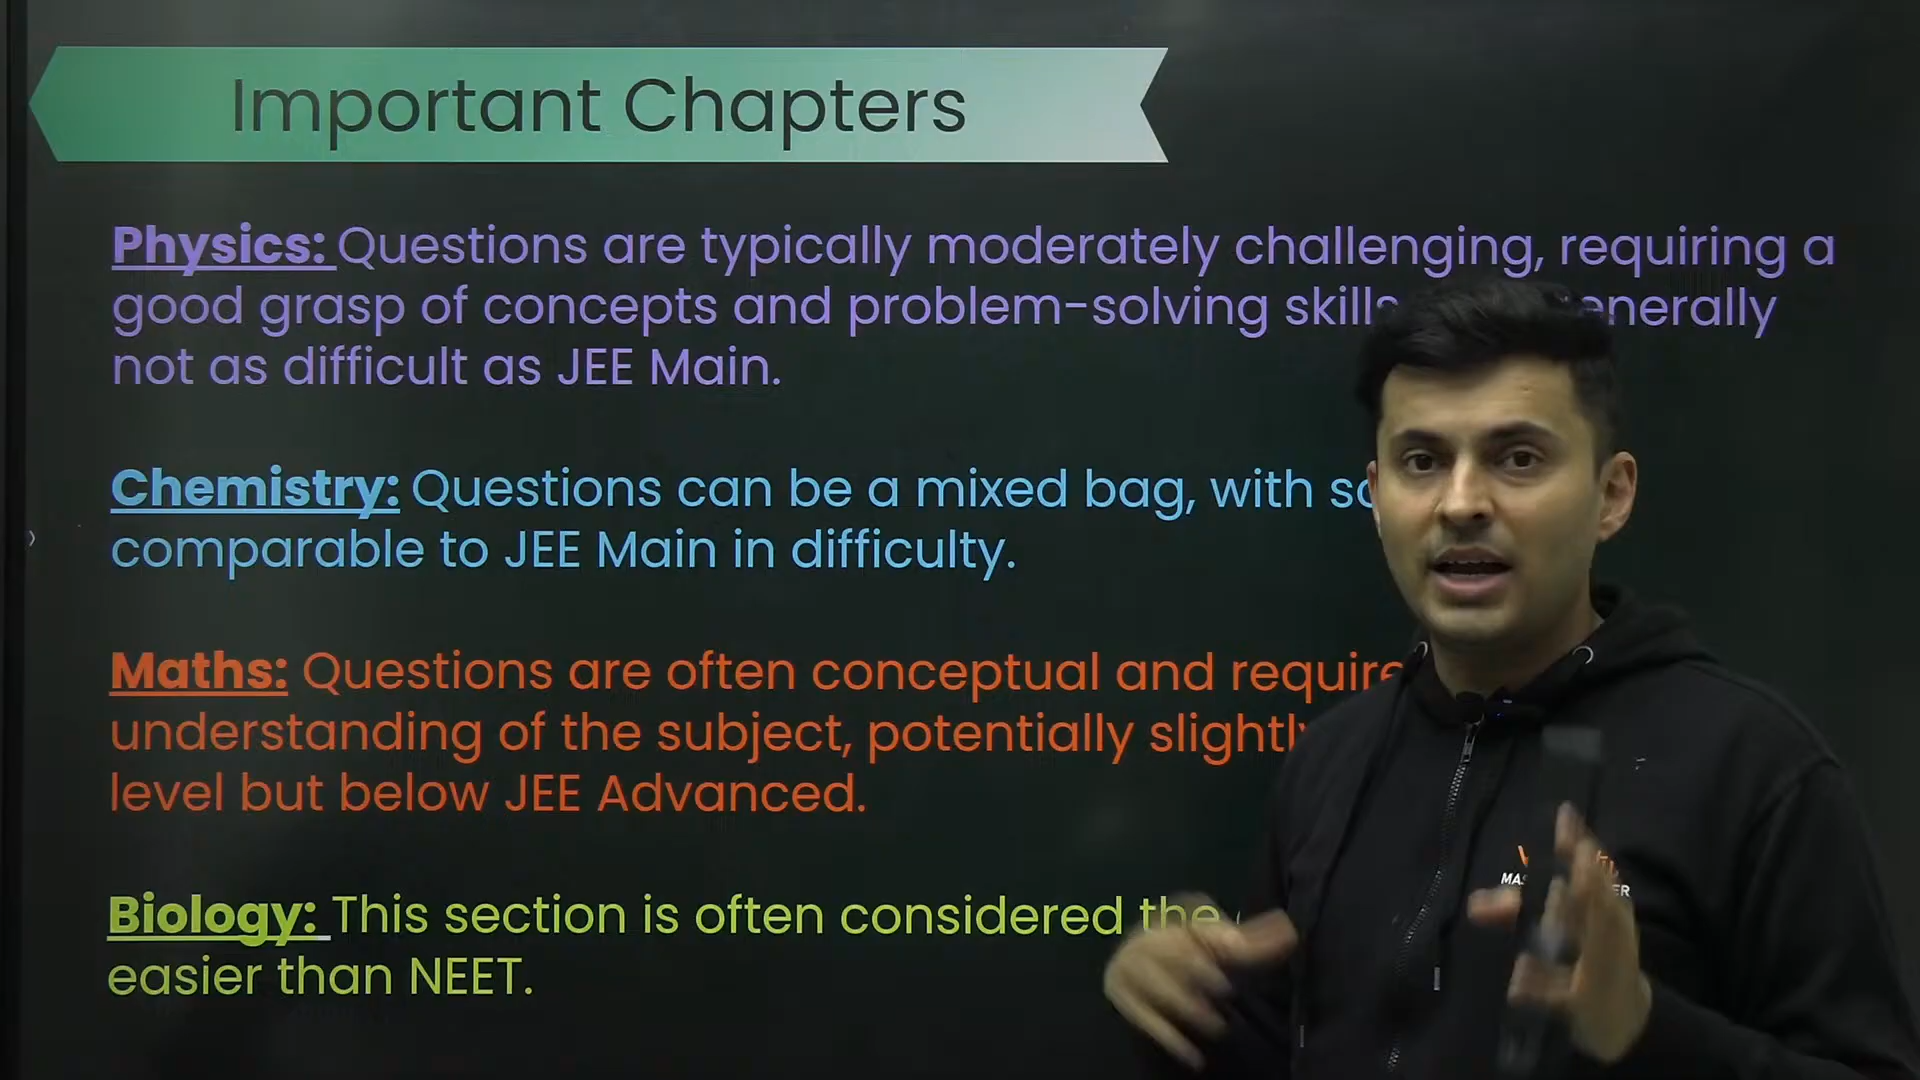 Important Chapters
Physics: Questions are typically moderately challenging, requiring a
good grasp of concepts and problem-solving skills
not as difficult as JEE Main.
Chemistry: Questions can be a mixed bag, with
comparable to JEE Main in difficulty.
Maths: Questions are often conceptual and require
understanding of the subject, potentially slightly
level but below JEE Advanced.
Biology: This section is often considered the
easier than NEET.